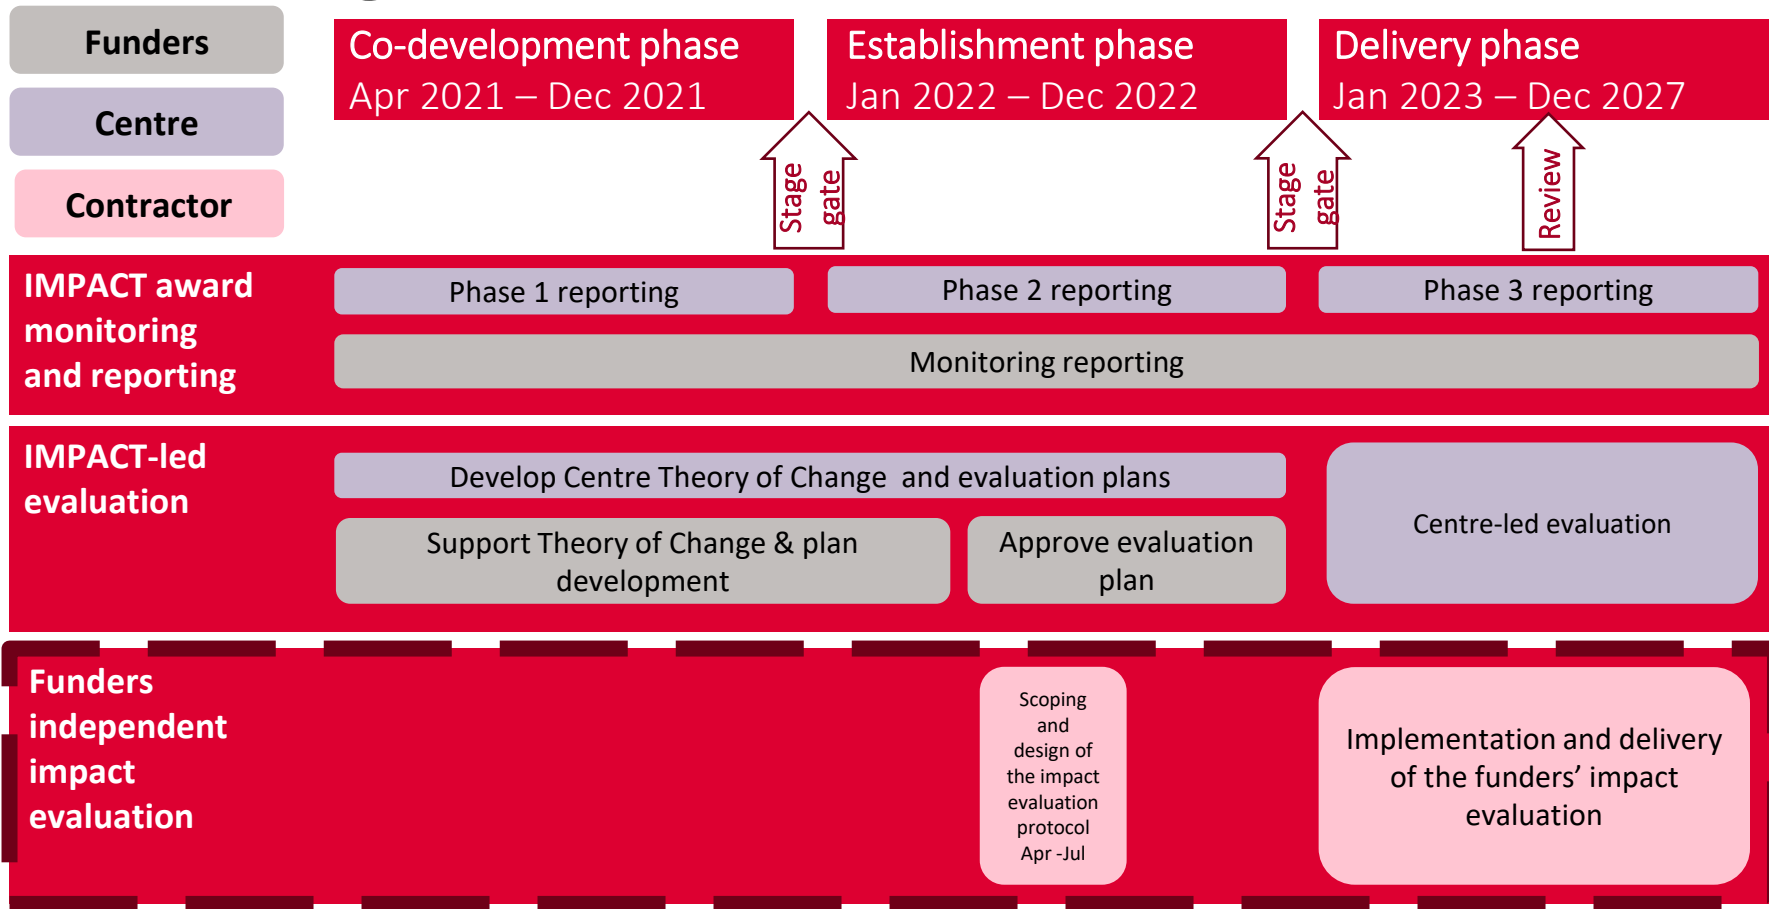 Funders
Centre
Contractor
Co-development phase
Apr 2021 – Dec 2021
Establishment phase
Jan 2022 – Dec 2022
Delivery phase
Jan 2023 – Dec 2027
Stage
gate
Stage
gate
Review
IMPACT award
monitoring
and reporting
Phase 1 reporting
Phase 2 reporting
Phase 3 reporting
Monitoring reporting
IMPACT-led
evaluation
Develop Centre Theory of Change  and evaluation plans
Support Theory of Change & plan
development
Approve evaluation
plan
Centre-led evaluation
Funders
independent
impact
evaluation
Scoping
and
design of
the impact
evaluation
protocol
Apr -Jul
Implementation and delivery
of the funders’ impact
evaluation